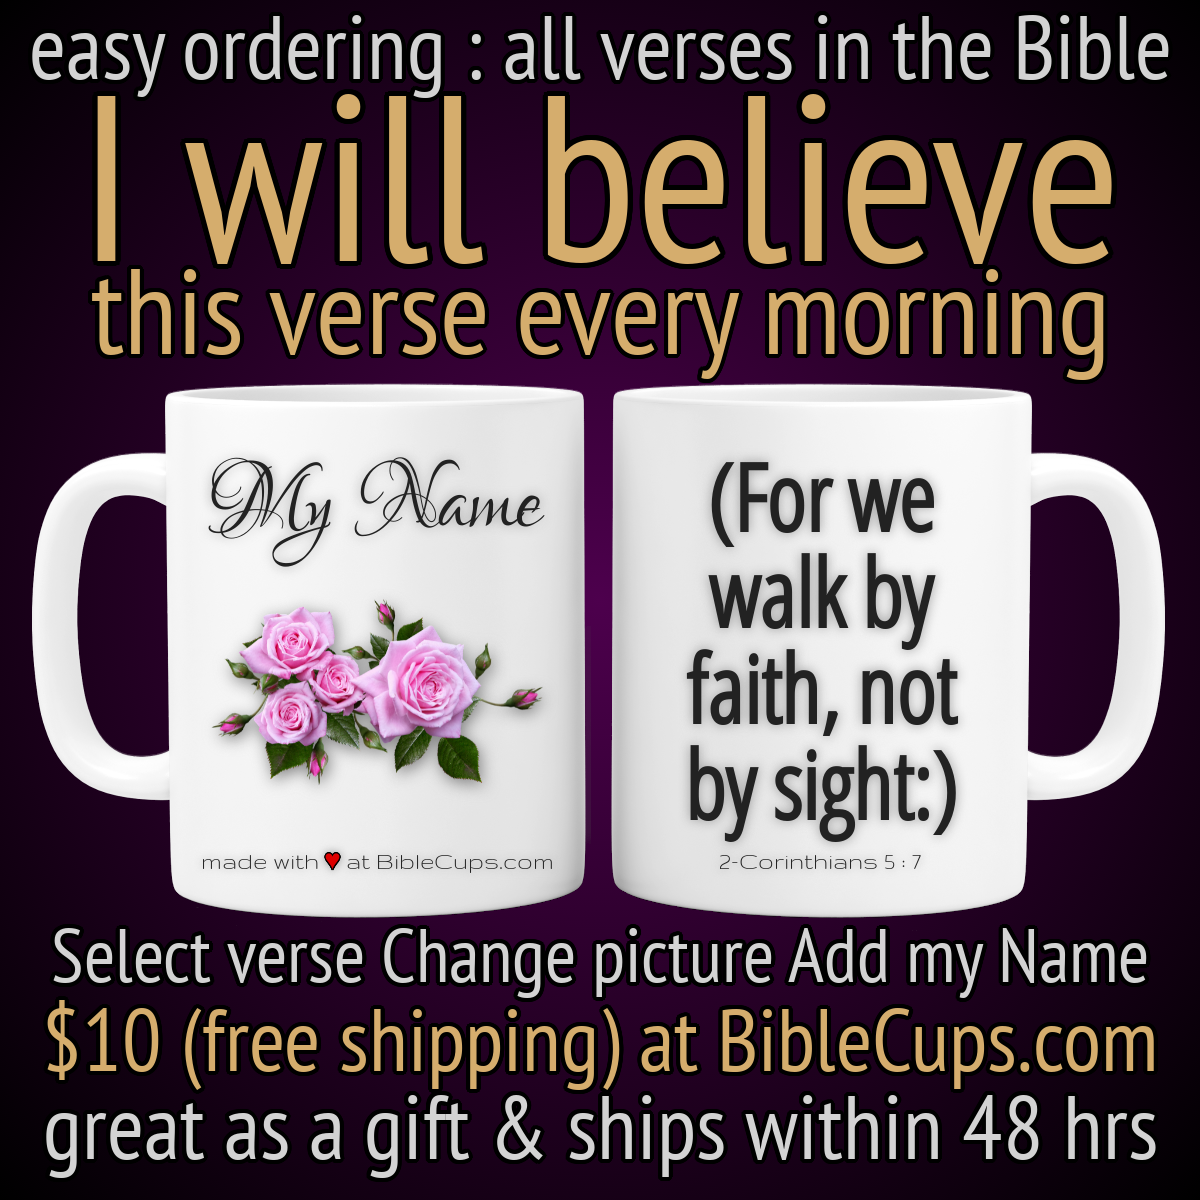 easy ordering : all verses in the Bible
I will believe
this verse every morning
My Name
made with ❤ at BibleCups.com
(For we
walk by
faith, not
by sight:)
2-Corinthians 5 : 7
Select verse Change picture Add my Name
$10 (free shipping) at BibleCups.com
great as a gift & ships within 48 hrs